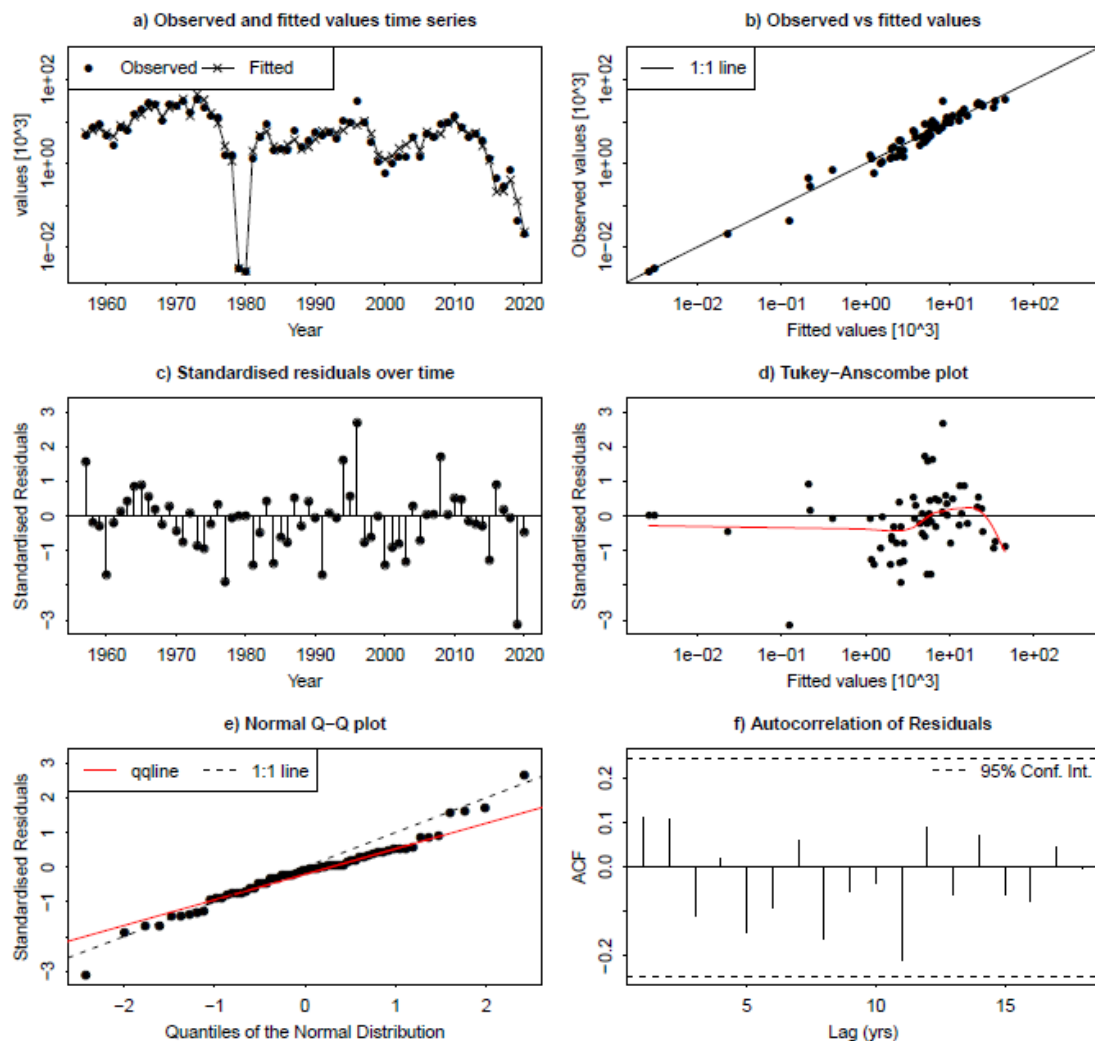 a) Observed and fitted values time series
Observed Fitted
values [10^3]
1e+02
1e+00
1e-02
1960 1970 1980 1990 2000 2010 2020
Year
b) Observed vs fitted values
1:1 line
Observed values [10^3]
1e+02
1e+00
1e-02
1e-02 1e-01 1e+00 1e+01 1e+02
Fitted values [10^3]
c) Standardised residuals over time
Standardised Residuals
3
2
1
0
-1
-3
1960 1970 1980 1990 2000 2010 2020
Year
d) Tukey-Anscombe plot
Standardised Residuals
3
2
1
0
-1
-3
1e-02 1e-01 1e+00 1e+01 1e+02
Fitted values [10^3]
e) Normal Q-Q plot
qqline 1:1 line
Standardised Residuals
3
2
1
0
-1
-3
-2 -1 0 1 2
Quantiles of the Normal Distribution
f) Autocorrelation of Residuals
95% Conf. Int.
ACF
0.2
0.1
0.0
-0.2
5 10 15
Lag (yrs)